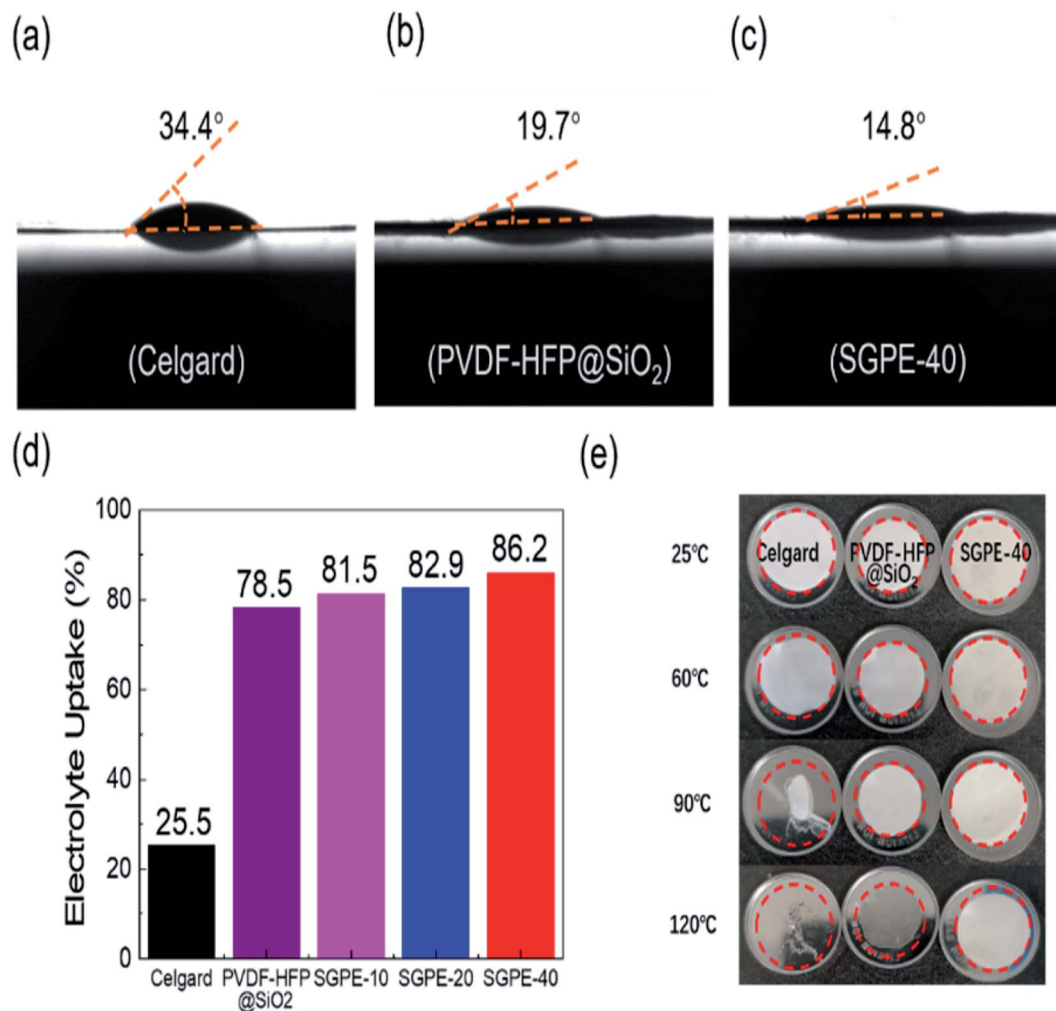 (a)
(b)
(c)
34.4°
19.7°
14.8°
(Celgard)
(PVDF-HFP@SiO₂)
(SGPE-40)
(d)
Electrolyte Uptake (%)
100
80
60
40
20
0
25.5
78.5
81.5
82.9
86.2
Celgard
PVDF-HFP
@SiO2
SGPE-10
SGPE-20
SGPE-40
(e)
25℃
Celgard
PVDF-HFP
@SiO₂
SGPE-40
60℃
90℃
120℃